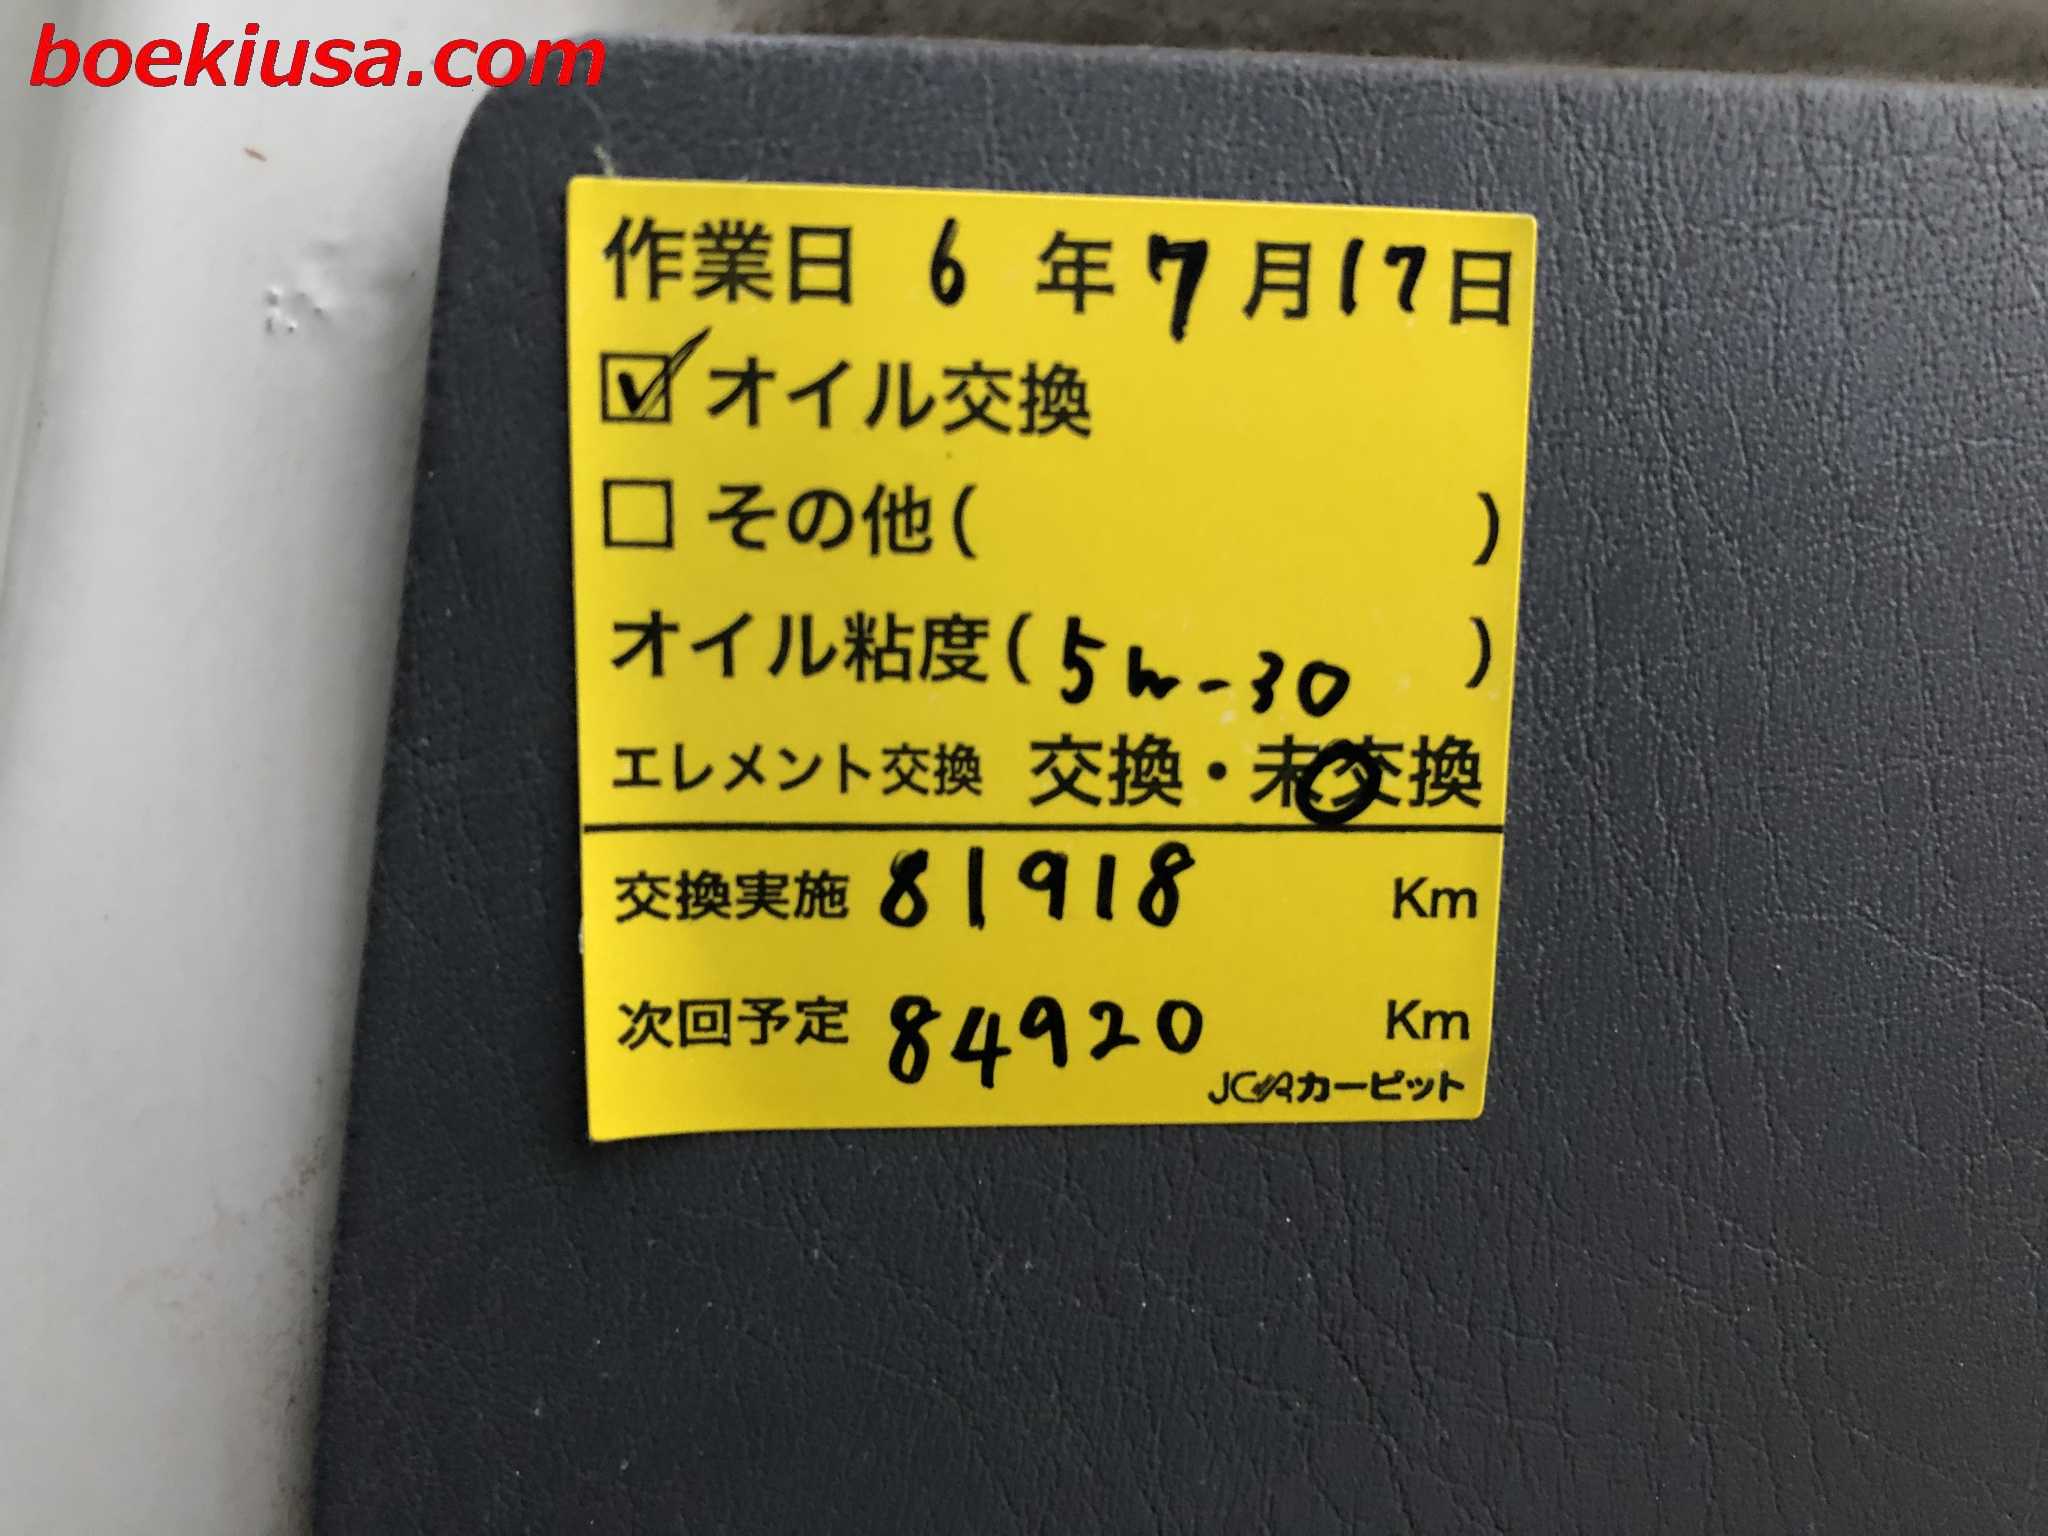 boekiusa.com
作業日 6 年 7 月 17 日
☑ オイル交換
☐ その他( )
オイル粘度( 5w-30 )
エレメント交換 交換・未交換
交換実施 81918 Km
次回予定 84920 Km
JCAカーピット